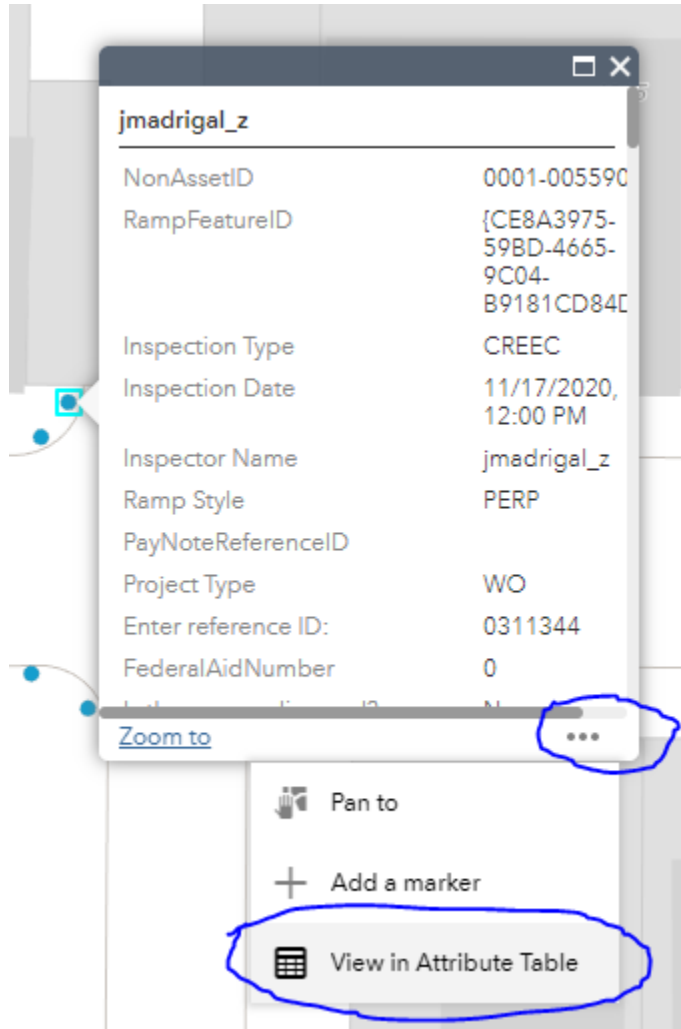 jmadrigal_z
NonAssetID 0001-005590
RampFeatureID {CE8A3975-
59BD-4665-
9C04-
B9181CD84D
Inspection Type CREEC
Inspection Date 11/17/2020,
12:00 PM
Inspector Name jmadrigal_z
Ramp Style PERP
PayNoteReferenceID
Project Type WO
Enter reference ID: 0311344
FederalAidNumber 0
Zoom to
Pan to
Add a marker
View in Attribute Table